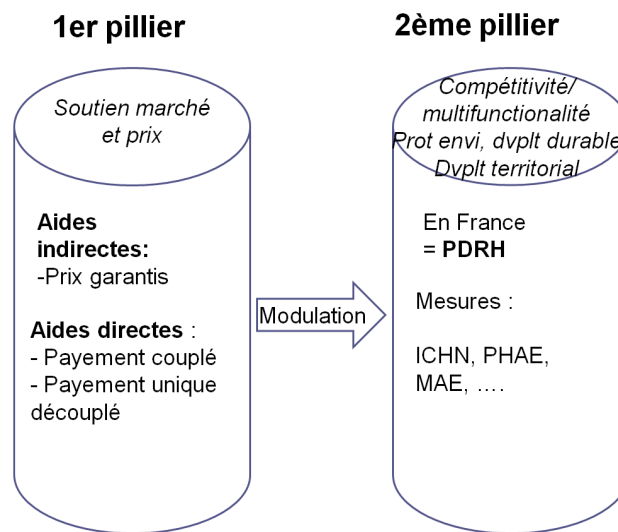 1er pillier
Soutien marché
et prix
Aides
indirectes:
-Prix garantis
Aides directes :
- Payement couplé
- Payement unique
découplé
Modulation
2ème pillier
Compétitivité/
multifunctionalité
Prot envi, dvplt durable
Dvplt territorial
En France
= PDRH
Mesures :
ICHN, PHAE,
MAE, ....